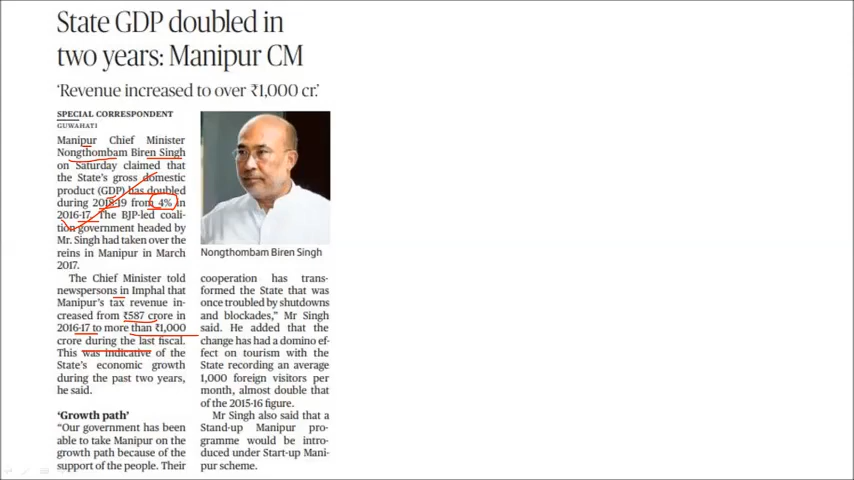 State GDP doubled in
two years: Manipur CM
‘Revenue increased to over ₹1,000 cr.’
SPECIAL CORRESPONDENT
GUWAHATI
Manipur Chief Minister
Nongthombam Biren Singh
on Saturday claimed that
the State's gross domestic
product (GDP) has doubled
during 2018-19 from 4% in
2016-17. The BJP-led coali-
tion government headed by
Mr. Singh had taken over the
reins in Manipur in March
2017.
The Chief Minister told
newspersons in Imphal that
Manipur's tax revenue in-
creased from ₹587 crore in
2016-17 to more than ₹1,000
crore during the last fiscal.
This was indicative of the
State's economic growth
during the past two years,
he said.
‘Growth path’
“Our government has been
able to take Manipur on the
growth path because of the
support of the people. Their
Nongthombam Biren Singh
cooperation has trans-
formed the State that was
once troubled by shutdowns
and blockades,” Mr Singh
said. He added that the
change has had a domino ef-
fect on tourism with the
State recording an average
1,000 foreign visitors per
month, almost double that
of the 2015-16 figure.
Mr Singh also said that a
Stand-up Manipur pro-
gramme would be intro-
duced under Start-up Mani-
pur scheme.